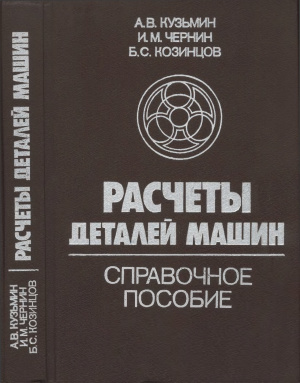 А.В. КУЗЬМИН
И.М. ЧЕРНИН
Б.С. КОЗИНЦОВ
РАСЧЕТЫ
ДЕТАЛЕЙ МАШИН
СПРАВОЧНОЕ
ПОСОБИЕ
А.В. КУЗЬМИН
И.М. ЧЕРНИН
Б.С. КОЗИНЦОВ
РАСЧЕТЫ ДЕТАЛЕЙ МАШИН